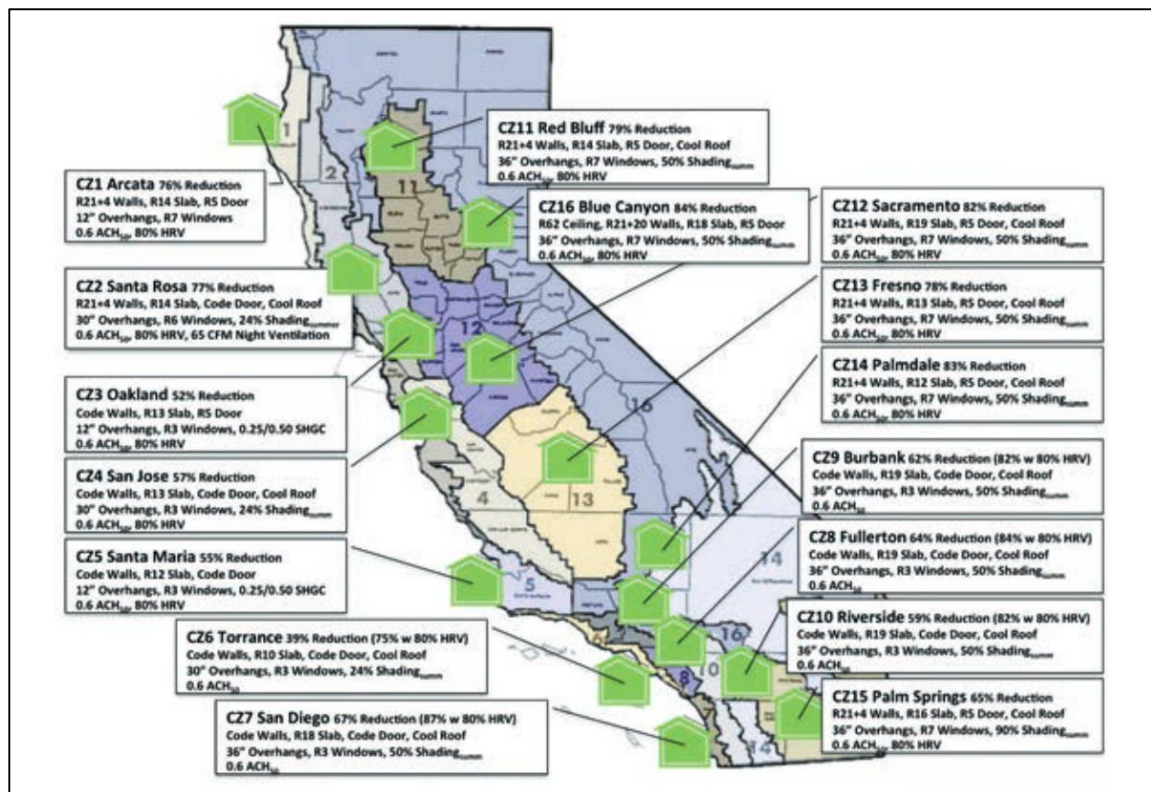 CZ11 Red Bluff 79% Reduction
R21+4 Walls, R14 Slab, R5 Door, Cool Roof
36" Overhangs, R7 Windows, 50% Shading summ
0.6 ACH50, 80% HRV
CZ1 Arcata 76% Reduction
R21+4 Walls, R14 Slab, R5 Door
12" Overhangs, R7 Windows
0.6 ACH50, 80% HRV
CZ16 Blue Canyon 84% Reduction
R62 Ceiling, R21+20 Walls, R18 Slab, R5 Door
36" Overhangs, R7 Windows, 50% Shading summ
0.6 ACH50, 80% HRV
CZ12 Sacramento 82% Reduction
R21+4 Walls, R19 Slab, R5 Door, Cool Roof
36" Overhangs, R7 Windows, 50% Shading summ
0.6 ACH50, 80% HRV
CZ2 Santa Rosa 77% Reduction
R21+4 Walls, R14 Slab, Code Door, Cool Roof
30" Overhangs, R6 Windows, 24% Shading summer
0.6 ACH50, 80% HRV, 65 CFM Night Ventilation
CZ13 Fresno 78% Reduction
R21+4 Walls, R13 Slab, R5 Door, Cool Roof
36" Overhangs, R7 Windows, 50% Shading summ
0.6 ACH50, 80% HRV
CZ3 Oakland 52% Reduction
Code Walls, R13 Slab, R5 Door
12" Overhangs, R3 Windows, 0.25/0.50 SHGC
0.6 ACH50, 80% HRV
CZ14 Palmdale 83% Reduction
R21+4 Walls, R12 Slab, R5 Door, Cool Roof
36" Overhangs, R7 Windows, 50% Shading summ
0.6 ACH50, 80% HRV
CZ4 San Jose 57% Reduction
Code Walls, R13 Slab, Code Door, Cool Roof
30" Overhangs, R3 Windows, 24% Shading summ
0.6 ACH50, 80% HRV
CZ9 Burbank 62% Reduction (82% w 80% HRV)
Code Walls, R19 Slab, Code Door, Cool Roof
36" Overhangs, R3 Windows, 50% Shading summ
0.6 ACH50
CZ5 Santa Maria 55% Reduction
Code Walls, R12 Slab, Code Door
12" Overhangs, R3 Windows, 0.25/0.50 SHGC
0.6 ACH50, 80% HRV
CZ8 Fullerton 64% Reduction (84% w 80% HRV)
Code Walls, R19 Slab, Code Door, Cool Roof
36" Overhangs, R3 Windows, 50% Shading summ
0.6 ACH50
CZ6 Torrance 39% Reduction (75% w 80% HRV)
Code Walls, R10 Slab, Code Door, Cool Roof
30" Overhangs, R3 Windows, 24% Shading summ
0.6 ACH50
CZ10 Riverside 59% Reduction (82% w 80% HRV)
Code Walls, R19 Slab, Code Door, Cool Roof
36" Overhangs, R3 Windows, 50% Shading summ
0.6 ACH50
CZ7 San Diego 67% Reduction (87% w 80% HRV)
Code Walls, R18 Slab, Code Door, Cool Roof
36" Overhangs, R3 Windows, 50% Shading summ
0.6 ACH50
CZ15 Palm Springs 65% Reduction
R21+4 Walls, R16 Slab, R5 Door, Cool Roof
36" Overhangs, R7 Windows, 90% Shading summ
0.6 ACH50, 80% HRV
1
2
11
12
16
4
13
5
14
6
16
10
8
7
14